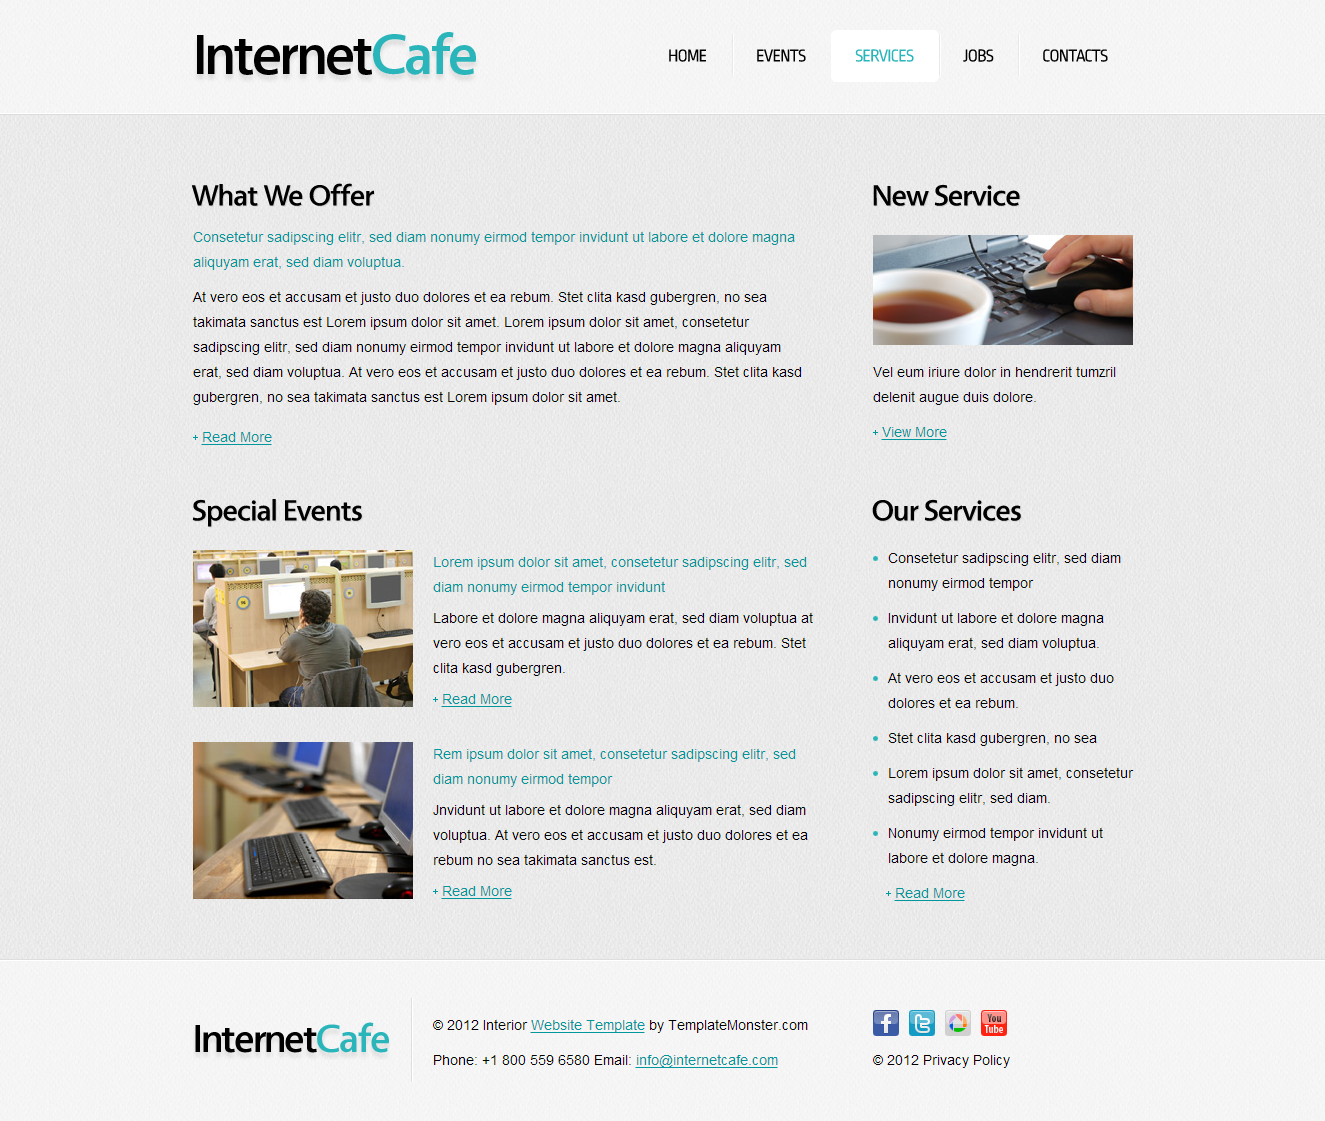 InternetCafe
HOME
EVENTS
SERVICES
JOBS
CONTACTS
What We Offer
Consetetur sadipscing elitr, sed diam nonumy eirmod tempor invidunt ut labore et dolore magna
aliquyam erat, sed diam voluptua.
At vero eos et accusam et justo duo dolores et ea rebum. Stet clita kasd gubergren, no sea
takimata sanctus est Lorem ipsum dolor sit amet. Lorem ipsum dolor sit amet, consetetur
sadipscing elitr, sed diam nonumy eirmod tempor invidunt ut labore et dolore magna aliquyam
erat, sed diam voluptua. At vero eos et accusam et justo duo dolores et ea rebum. Stet clita kasd
gubergren, no sea takimata sanctus est Lorem ipsum dolor sit amet.
+ Read More
New Service
Vel eum iriure dolor in hendrerit tumzril
delenit augue duis dolore.
+ View More
Special Events
Lorem ipsum dolor sit amet, consetetur sadipscing elitr, sed
diam nonumy eirmod tempor invidunt
Labore et dolore magna aliquyam erat, sed diam voluptua at
vero eos et accusam et justo duo dolores et ea rebum. Stet
clita kasd gubergren.
+ Read More
Rem ipsum dolor sit amet, consetetur sadipscing elitr, sed
diam nonumy eirmod tempor
Jnvidunt ut labore et dolore magna aliquyam erat, sed diam
voluptua. At vero eos et accusam et justo duo dolores et ea
rebum no sea takimata sanctus est.
+ Read More
Our Services
Consetetur sadipscing elitr, sed diam
nonumy eirmod tempor
Invidunt ut labore et dolore magna
aliquyam erat, sed diam voluptua.
At vero eos et accusam et justo duo
dolores et ea rebum.
Stet clita kasd gubergren, no sea
Lorem ipsum dolor sit amet, consetetur
sadipscing elitr, sed diam.
Nonumy eirmod tempor invidunt ut
labore et dolore magna.
+ Read More
InternetCafe
© 2012 Interior Website Template by TemplateMonster.com
Phone: +1 800 559 6580 Email: info@internetcafe.com
You
Tube
© 2012 Privacy Policy